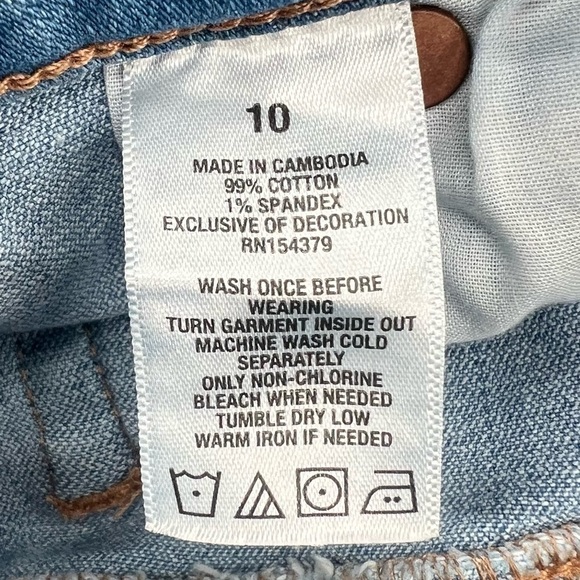 10
MADE IN CAMBODIA
99% COTTON
1% SPANDEX
EXCLUSIVE OF DECORATION
RN154379
WASH ONCE BEFORE
WEARING
TURN GARMENT INSIDE OUT
MACHINE WASH COLD
SEPARATELY
ONLY NON-CHLORINE
BLEACH WHEN NEEDED
TUMBLE DRY LOW
WARM IRON IF NEEDED